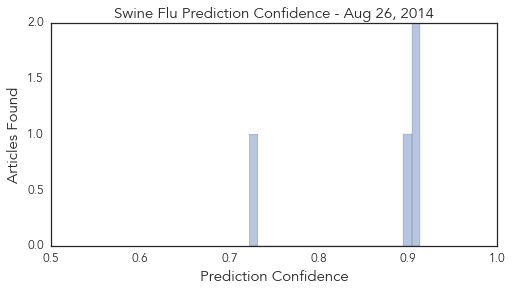 Swine Flu Prediction Confidence - Aug 26, 2014
2.0
1.5
1.0
0.5
0.0
Articles Found
0.5 0.6 0.7 0.8 0.9 1.0
Prediction Confidence